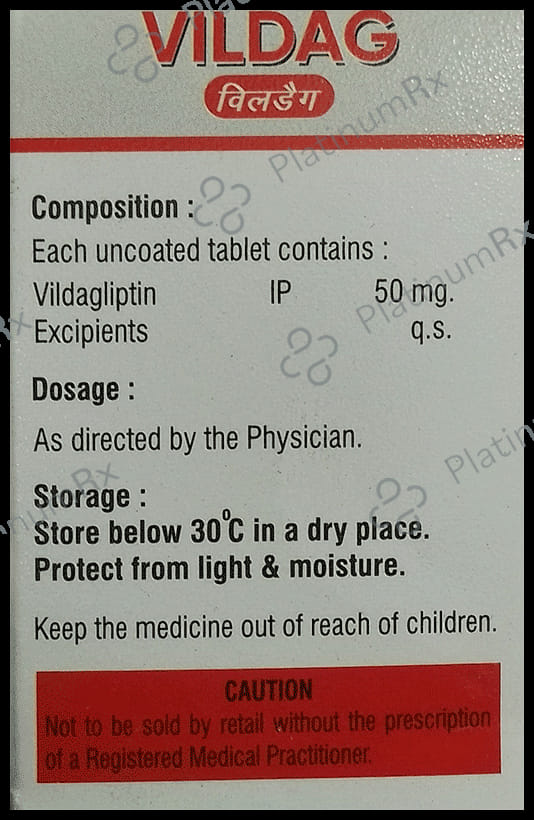 VILDAG
विलडैग
Composition :
Each uncoated tablet contains :
Vildagliptin IP 50 mg.
Excipients q.s.
Dosage :
As directed by the Physician.
Storage :
Store below 30°C in a dry place.
Protect from light & moisture.
Keep the medicine out of reach of children.
CAUTION
Not to be sold by retail without the prescription
of a Registered Medical Practitioner.
PlatinumRx
PlatinumRx